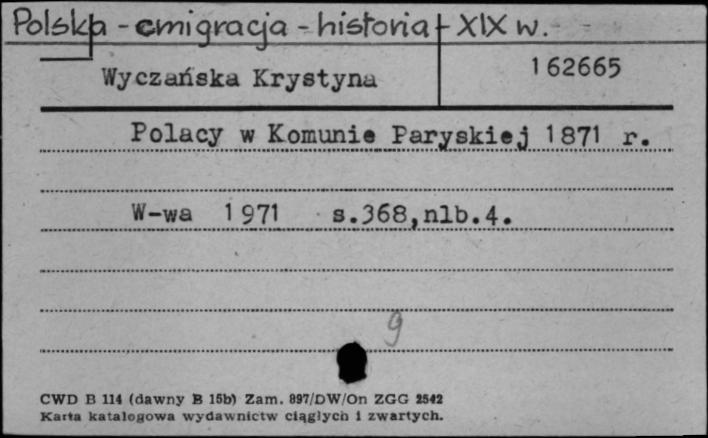 Polska - emigracja - historia - XIX w.
Wyczańska Krystyna
162665
Polacy w Komunie Paryskiej 1871 r.
W-wa 1971 s.368,nlb.4.
9
CWD B 114 (dawny B 15b) Zam. 897/DW/On ZGG 2542
Karta katalogowa wydawnictw ciągłych i zwartych.